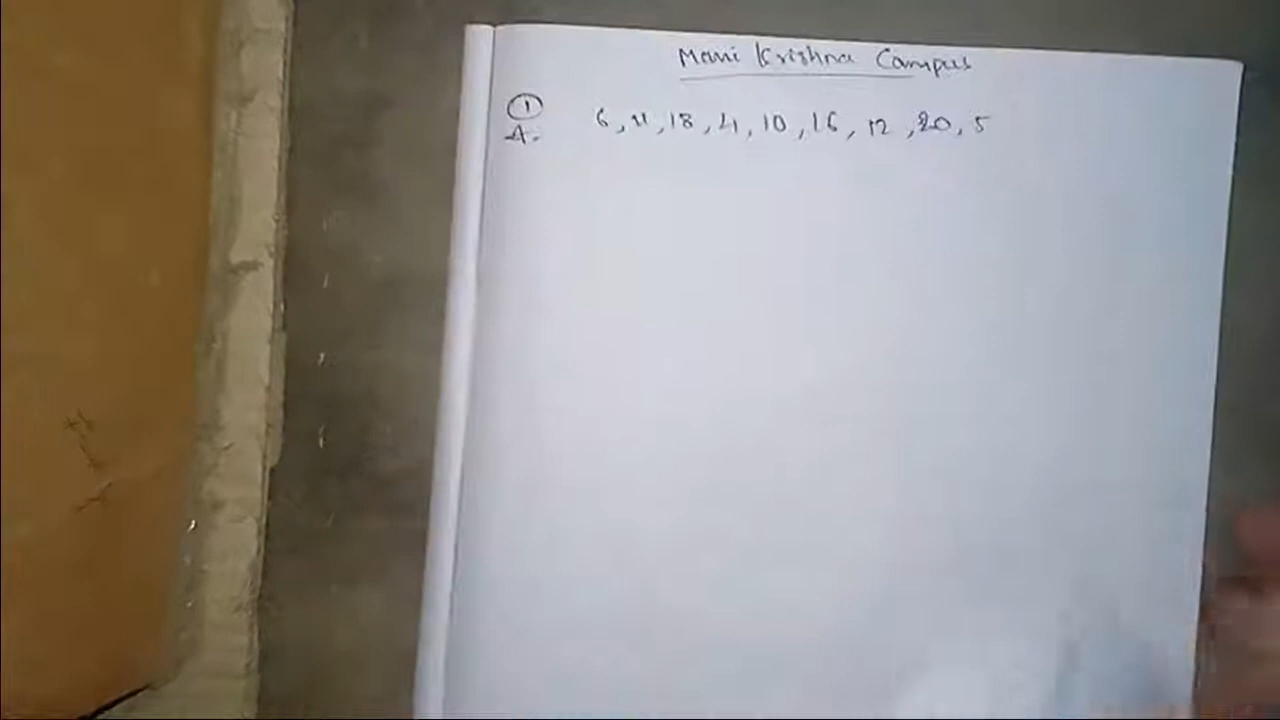 Mani Krishna Campus
①
A. 6, 11, 18, 4, 10, 16, 12, 20, 5